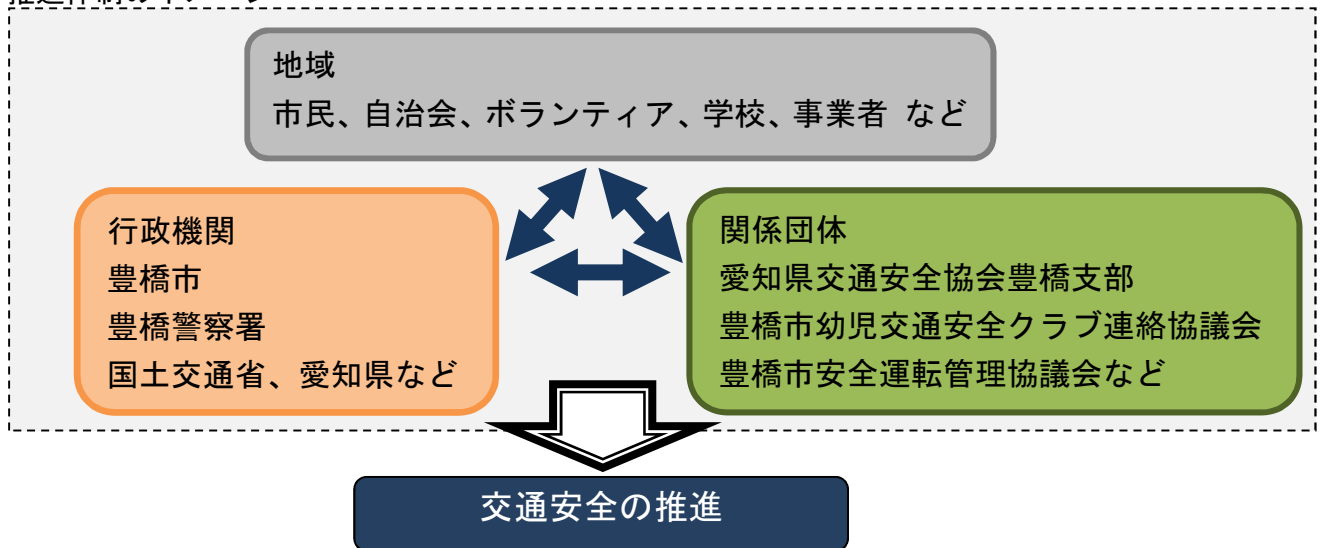 地域
市民、自治会、ボランティア、学校、事業者 など
行政機関
豊橋市
豊橋警察署
国土交通省、愛知県など
関係団体
愛知県交通安全協会豊橋支部
豊橋市幼児交通安全クラブ連絡協議会
豊橋市安全運転管理協議会など
交通安全の推進